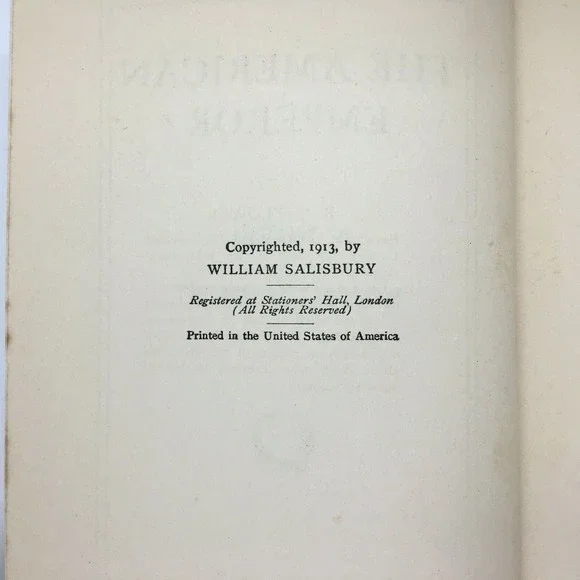 Copyrighted, 1913, by
WILLIAM SALISBURY
Registered at Stationers' Hall, London
(All Rights Reserved)
Printed in the United States of America